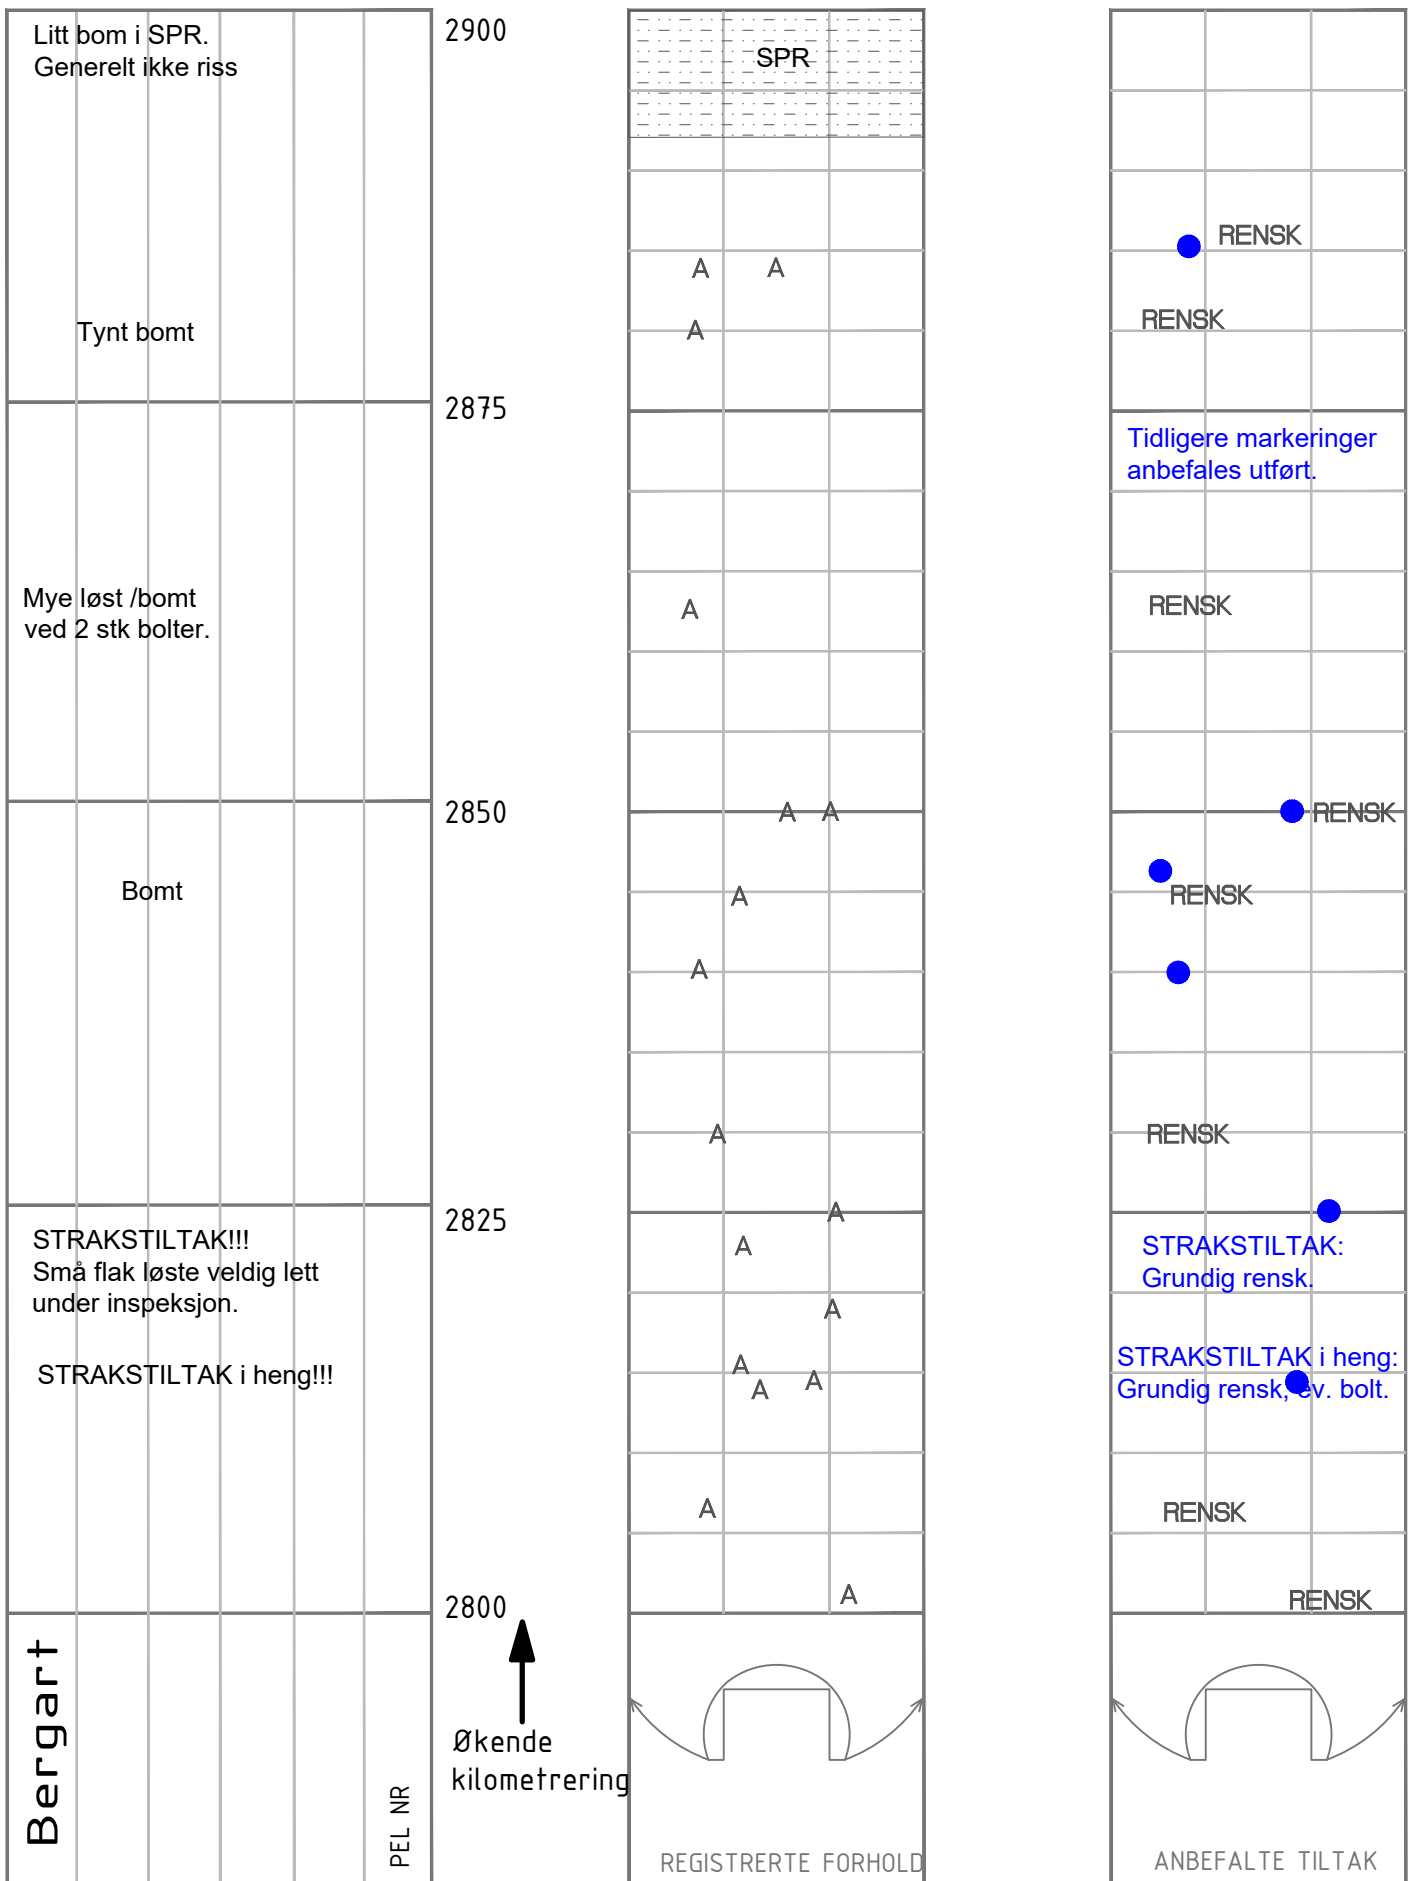 Litt bom i SPR.
Generelt ikke riss
2900
SPR
RENSK
A A
RENSK
Tynt bomt
A
2875
Tidligere markeringer
anbefales utført.
Mye løst /bomt
ved 2 stk bolter.
A
RENSK
2850
A A
RENSK
Bomt
A
RENSK
A
A
RENSK
2825
A
STRAKSTILTAK!!!
Små flak løste veldig lett
under inspeksjon.
A
STRAKSTILTAK:
Grundig rensk.
A
STRAKSTILTAK i heng!!!
A
A
A
STRAKSTILTAK i heng:
Grundig rensk, ev. bolt.
A
RENSK
A
RENSK
2800
Økende
kilometrering
Bergart
PEL NR
REGISTRERTE FORHOLD
ANBEFALTE TILTAK